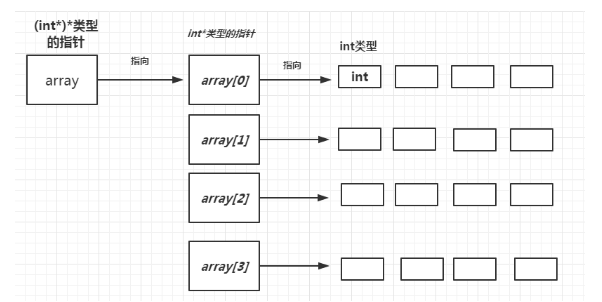 (int*)*类型
的指针
int*类型的指针
int类型
array
指向
array[0]
指向
int
array[1]
array[2]
array[3]